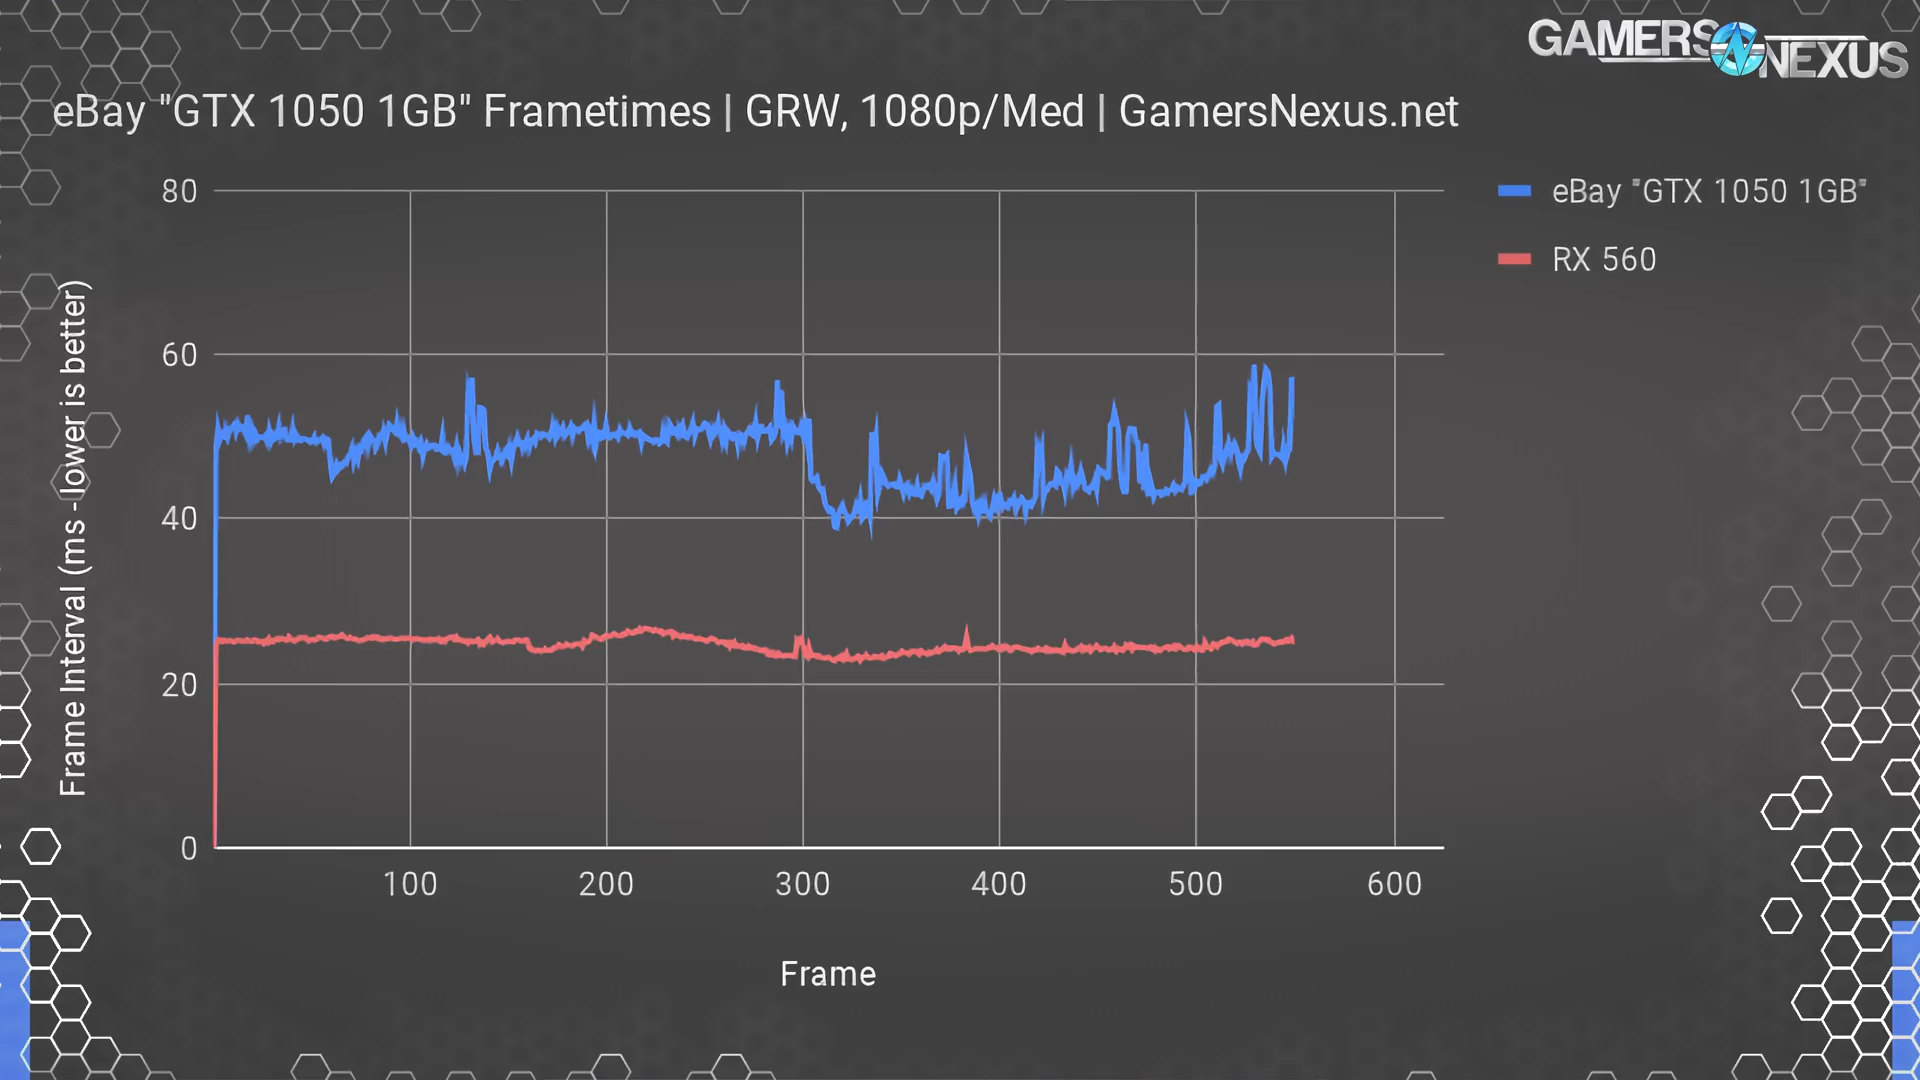 GAMERS NEXUS
eBay "GTX 1050 1GB" Frametimes | GRW, 1080p/Med | GamersNexus.net
eBay "GTX 1050 1GB"
RX 560
Frame Interval (ms - lower is better)
80
60
40
20
0
100 200 300 400 500 600
Frame